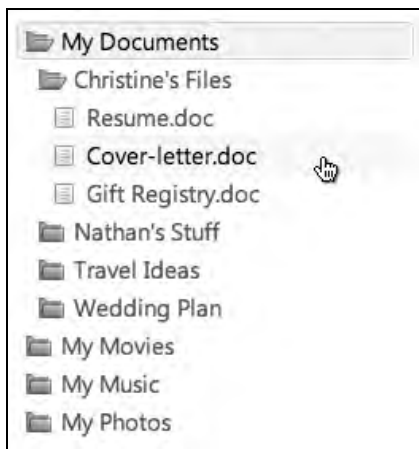 My Documents
Christine's Files
Resume.doc
Cover-letter.doc
Gift Registry.doc
Nathan's Stuff
Travel Ideas
Wedding Plan
My Movies
My Music
My Photos